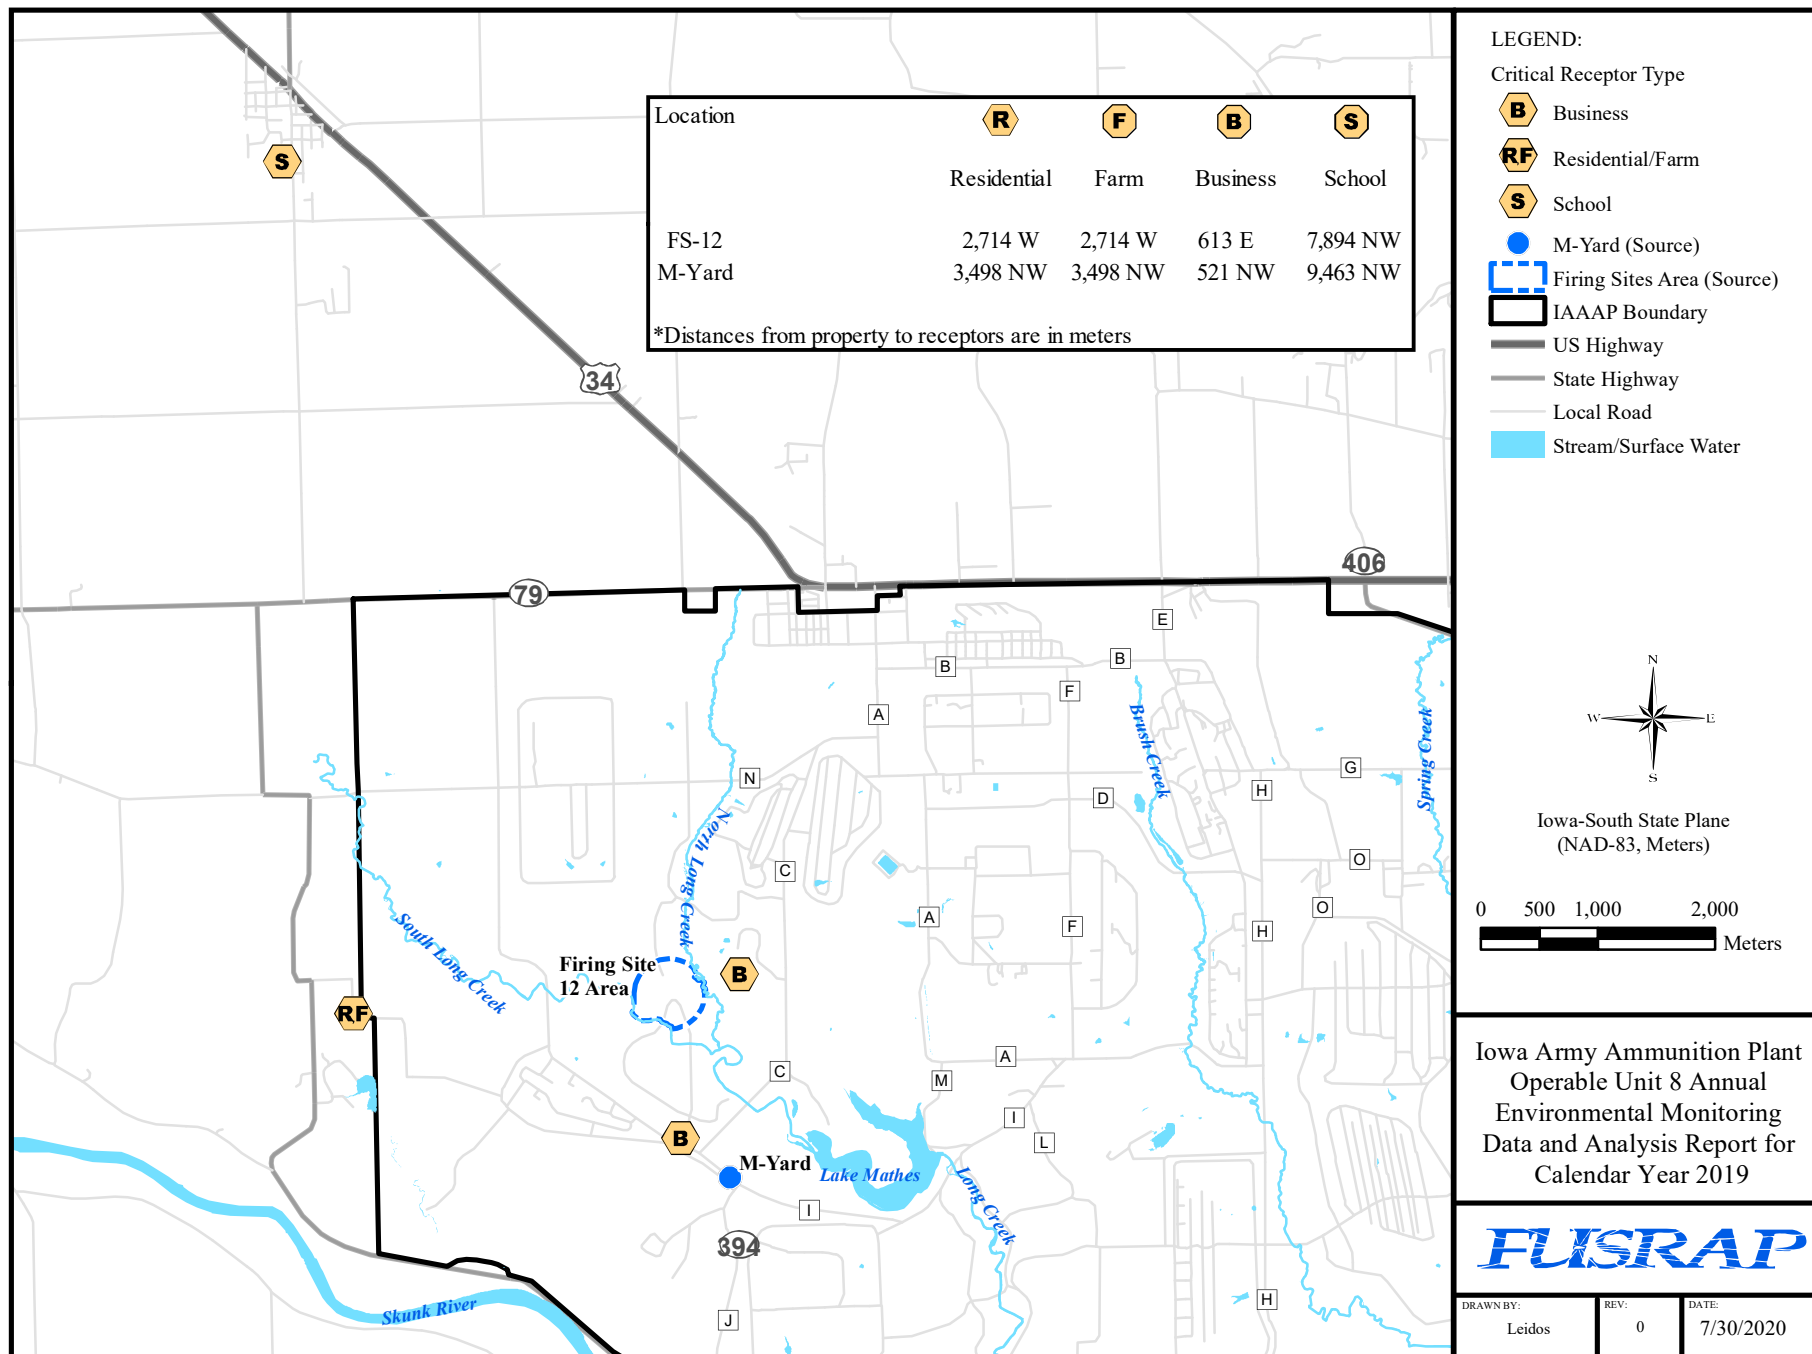 LEGEND:
Critical Receptor Type
B Business
RF Residential/Farm
S School
M-Yard (Source)
Firing Sites Area (Source)
IAAAP Boundary
US Highway
State Highway
Local Road
Stream/Surface Water
Location R F B S
Residential Farm Business School
FS-12 2,714 W 2,714 W 613 E 7,894 NW
M-Yard 3,498 NW 3,498 NW 521 NW 9,463 NW
*Distances from property to receptors are in meters
S
34
406
79
E
B
B
F
A
Brush Creek
Spring Creek
N
G
H
D
North Long Creek
C
O
O
A
F
H
South Long Creek
Firing Site
12 Area
B
RF
A
C
M
I
L
B
M-Yard
Lake Mathes
Long Creek
I
394
Skunk River
J
H
N
W E
S
Iowa-South State Plane
(NAD-83, Meters)
0 500 1,000 2,000
Meters
Iowa Army Ammunition Plant
Operable Unit 8 Annual
Environmental Monitoring
Data and Analysis Report for
Calendar Year 2019
FUSRAP
DRAWN BY: REV: DATE:
Leidos 0 7/30/2020